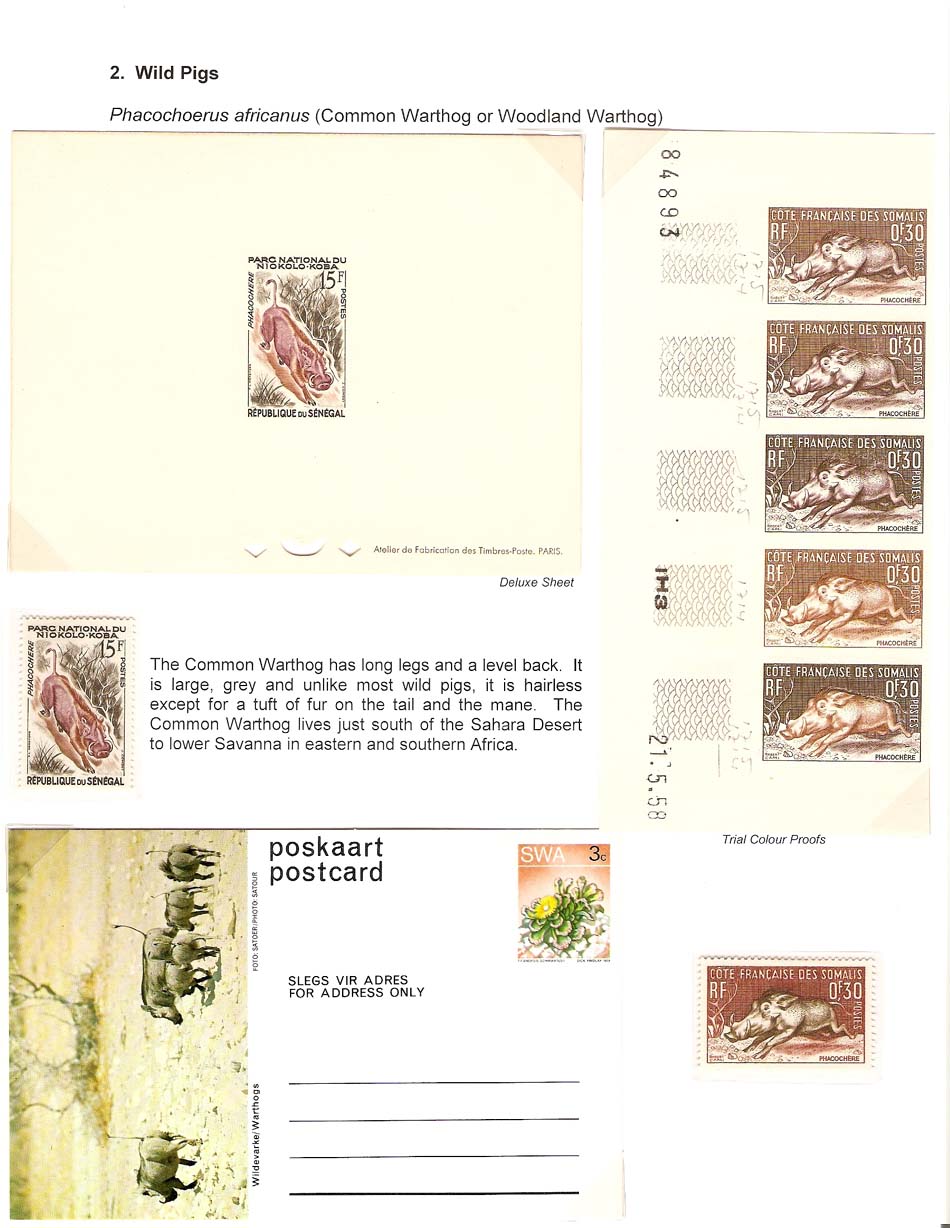 2. Wild Pigs
Phacochoerus africanus (Common Warthog or Woodland Warthog)
PARC NATIONAL DU
NIOKOLO-KOBA
15F
PHACOCHERE
POSTES
RÉPUBLIQUE DU SÉNÉGAL
Atelier de Fabrication des Timbres-Poste, PARIS.
Deluxe Sheet
84893
CÔTE FRANÇAISE DES SOMALIS
RF 0F30
POSTES
PHACOCHÈRE
CÔTE FRANÇAISE DES SOMALIS
RF 0F30
POSTES
PHACOCHÈRE
CÔTE FRANÇAISE DES SOMALIS
RF 0F30
POSTES
PHACOCHÈRE
CÔTE FRANÇAISE DES SOMALIS
RF 0F30
POSTES
PHACOCHÈRE
CÔTE FRANÇAISE DES SOMALIS
RF 0F30
POSTES
PHACOCHÈRE
1H3
21.5.58
Trial Colour Proofs
PARC NATIONAL DU
NIOKOLO-KOBA
15F
PHACOCHERE
POSTES
RÉPUBLIQUE DU SÉNÉGAL
The Common Warthog has long legs and a level back. It
is large, grey and unlike most wild pigs, it is hairless
except for a tuft of fur on the tail and the mane. The
Common Warthog lives just south of the Sahara Desert
to lower Savanna in eastern and southern Africa.
poskaart
postcard
SWA 3c
FOTO: SATOER/PHOTO: SATOUR
SLEGS VIR ADRES
FOR ADDRESS ONLY
Wildevarke/Warthogs
CÔTE FRANÇAISE DES SOMALIS
RF 0F30
POSTES
PHACOCHÈRE